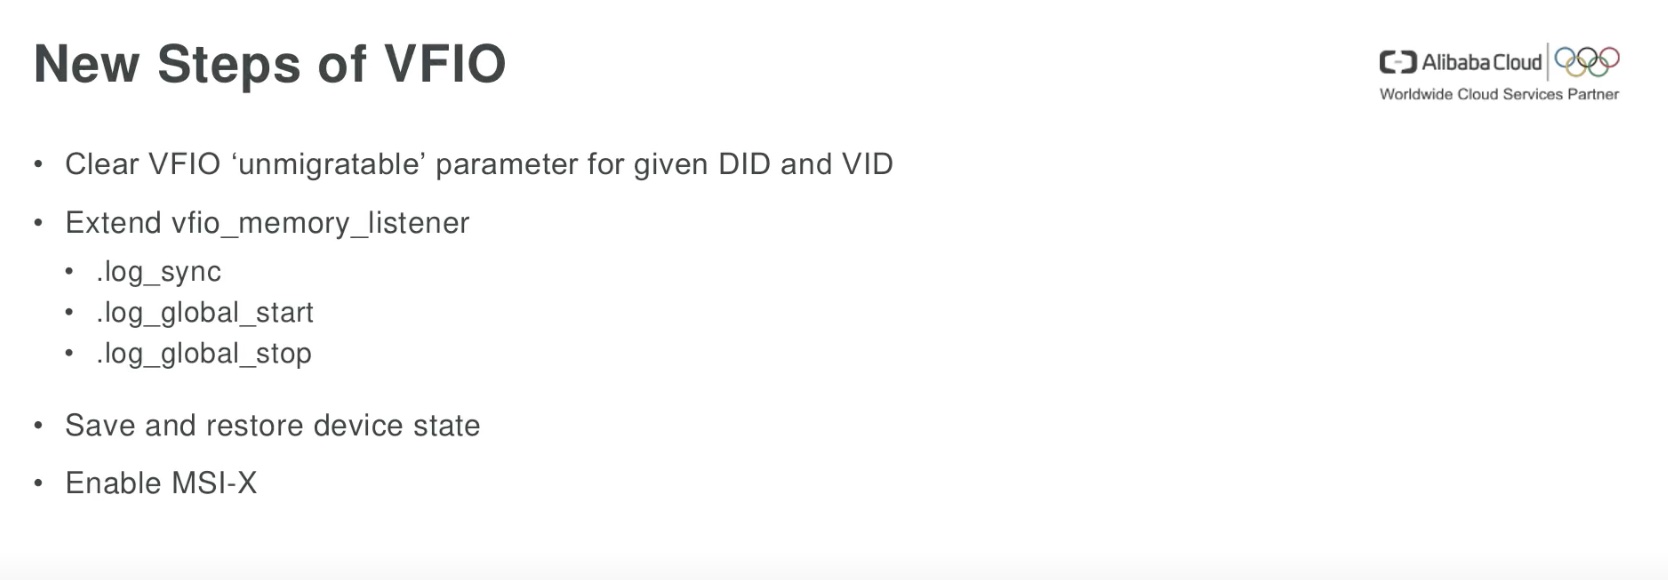 New Steps of VFIO
Alibaba Cloud
Worldwide Cloud Services Partner
• Clear VFIO ‘unmigratable’ parameter for given DID and VID
• Extend vfio_memory_listener
• .log_sync
• .log_global_start
• .log_global_stop
• Save and restore device state
• Enable MSI-X